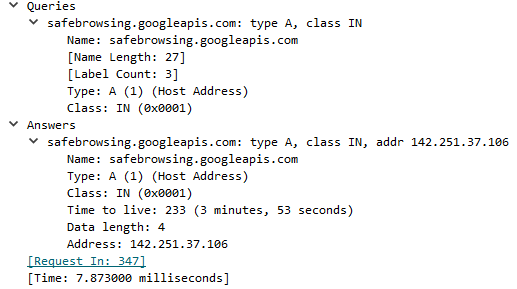 Queries
safebrowsing.googleapis.com: type A, class IN
Name: safebrowsing.googleapis.com
[Name Length: 27]
[Label Count: 3]
Type: A (1) (Host Address)
Class: IN (0x0001)
Answers
safebrowsing.googleapis.com: type A, class IN, addr 142.251.37.106
Name: safebrowsing.googleapis.com
Type: A (1) (Host Address)
Class: IN (0x0001)
Time to live: 233 (3 minutes, 53 seconds)
Data length: 4
Address: 142.251.37.106
[Request In: 347]
[Time: 7.873000 milliseconds]